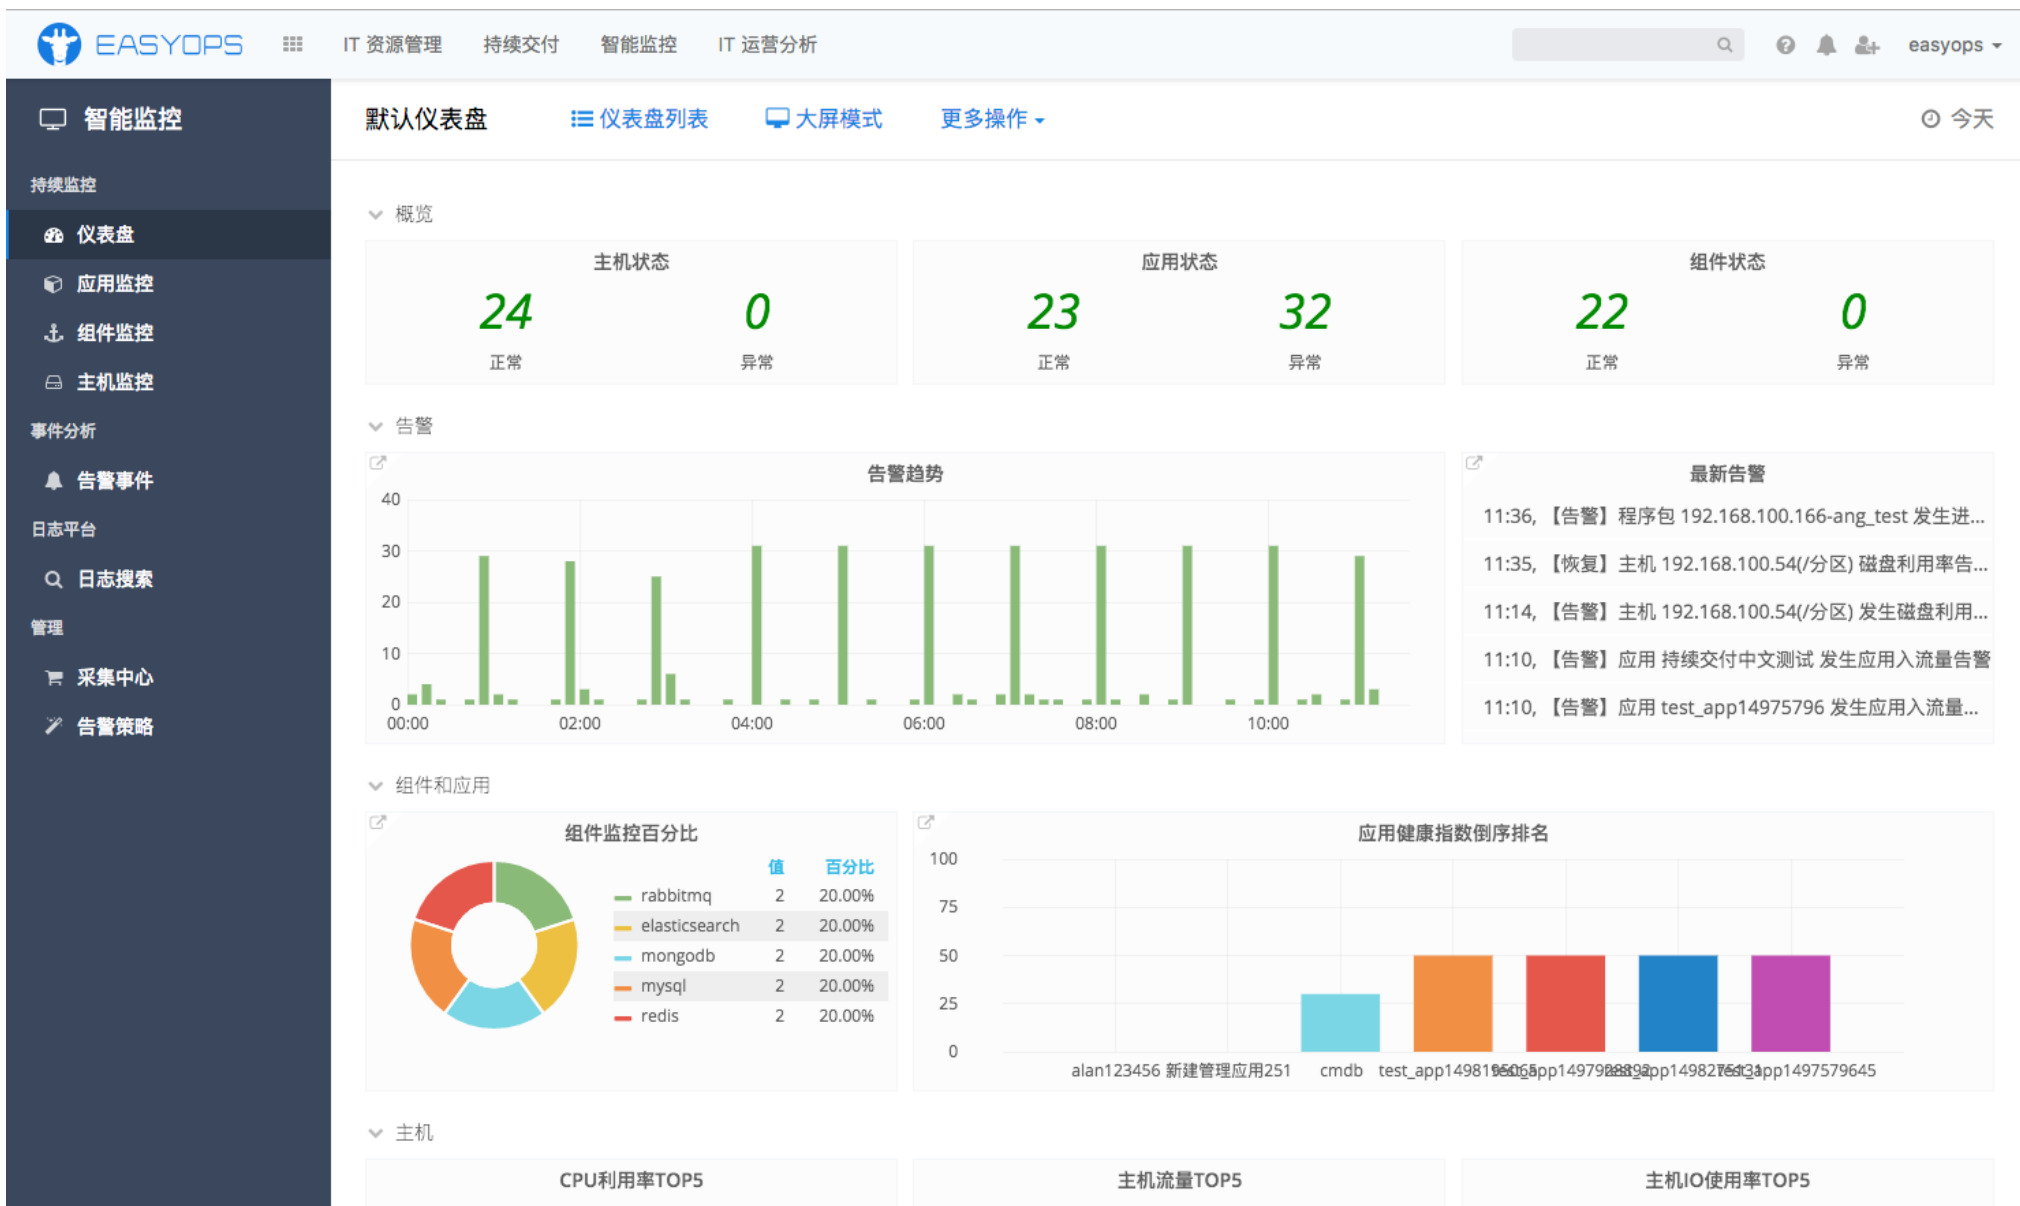 EASYOPS IT 资源管理 持续交付 智能监控 IT 运营分析 easyops
智能监控
持续监控
仪表盘
应用监控
组件监控
主机监控
事件分析
告警事件
日志平台
日志搜索
管理
采集中心
告警策略
默认仪表盘 仪表盘列表 大屏模式 更多操作 今天
概览
主机状态
24 0
正常 异常
应用状态
23 32
正常 异常
组件状态
22 0
正常 异常
告警
告警趋势
40
30
20
10
0
00:00 02:00 04:00 06:00 08:00 10:00
最新告警
11:36, 【告警】程序包 192.168.100.166-ang_test 发生进...
11:35, 【恢复】主机 192.168.100.54(/分区) 磁盘利用率告...
11:14, 【告警】主机 192.168.100.54(/分区) 发生磁盘利用...
11:10, 【告警】应用 持续交付中文测试 发生应用入流量告警
11:10, 【告警】应用 test_app14975796 发生应用入流量...
组件和应用
组件监控百分比
值 百分比
rabbitmq 2 20.00%
elasticsearch 2 20.00%
mongodb 2 20.00%
mysql 2 20.00%
redis 2 20.00%
应用健康指数倒序排名
100
75
50
25
0
alan123456 新建管理应用251 cmdb
主机
CPU利用率TOP5 主机流量TOP5 主机IO使用率TOP5